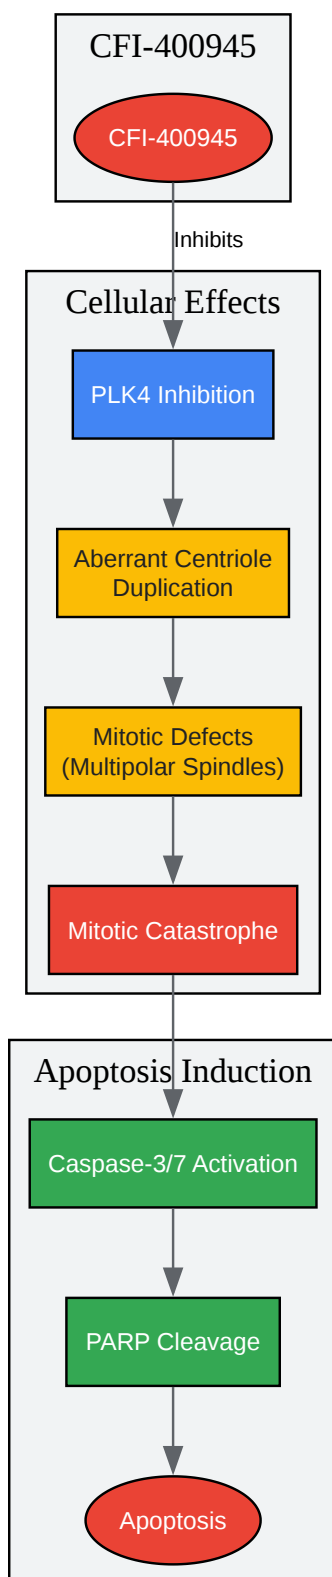 CFI-400945
CFI-400945
Inhibits
Cellular Effects
PLK4 Inhibition
Aberrant Centriole
Duplication
Mitotic Defects
(Multipolar Spindles)
Mitotic Catastrophe
Apoptosis Induction
Caspase-3/7 Activation
PARP Cleavage
Apoptosis